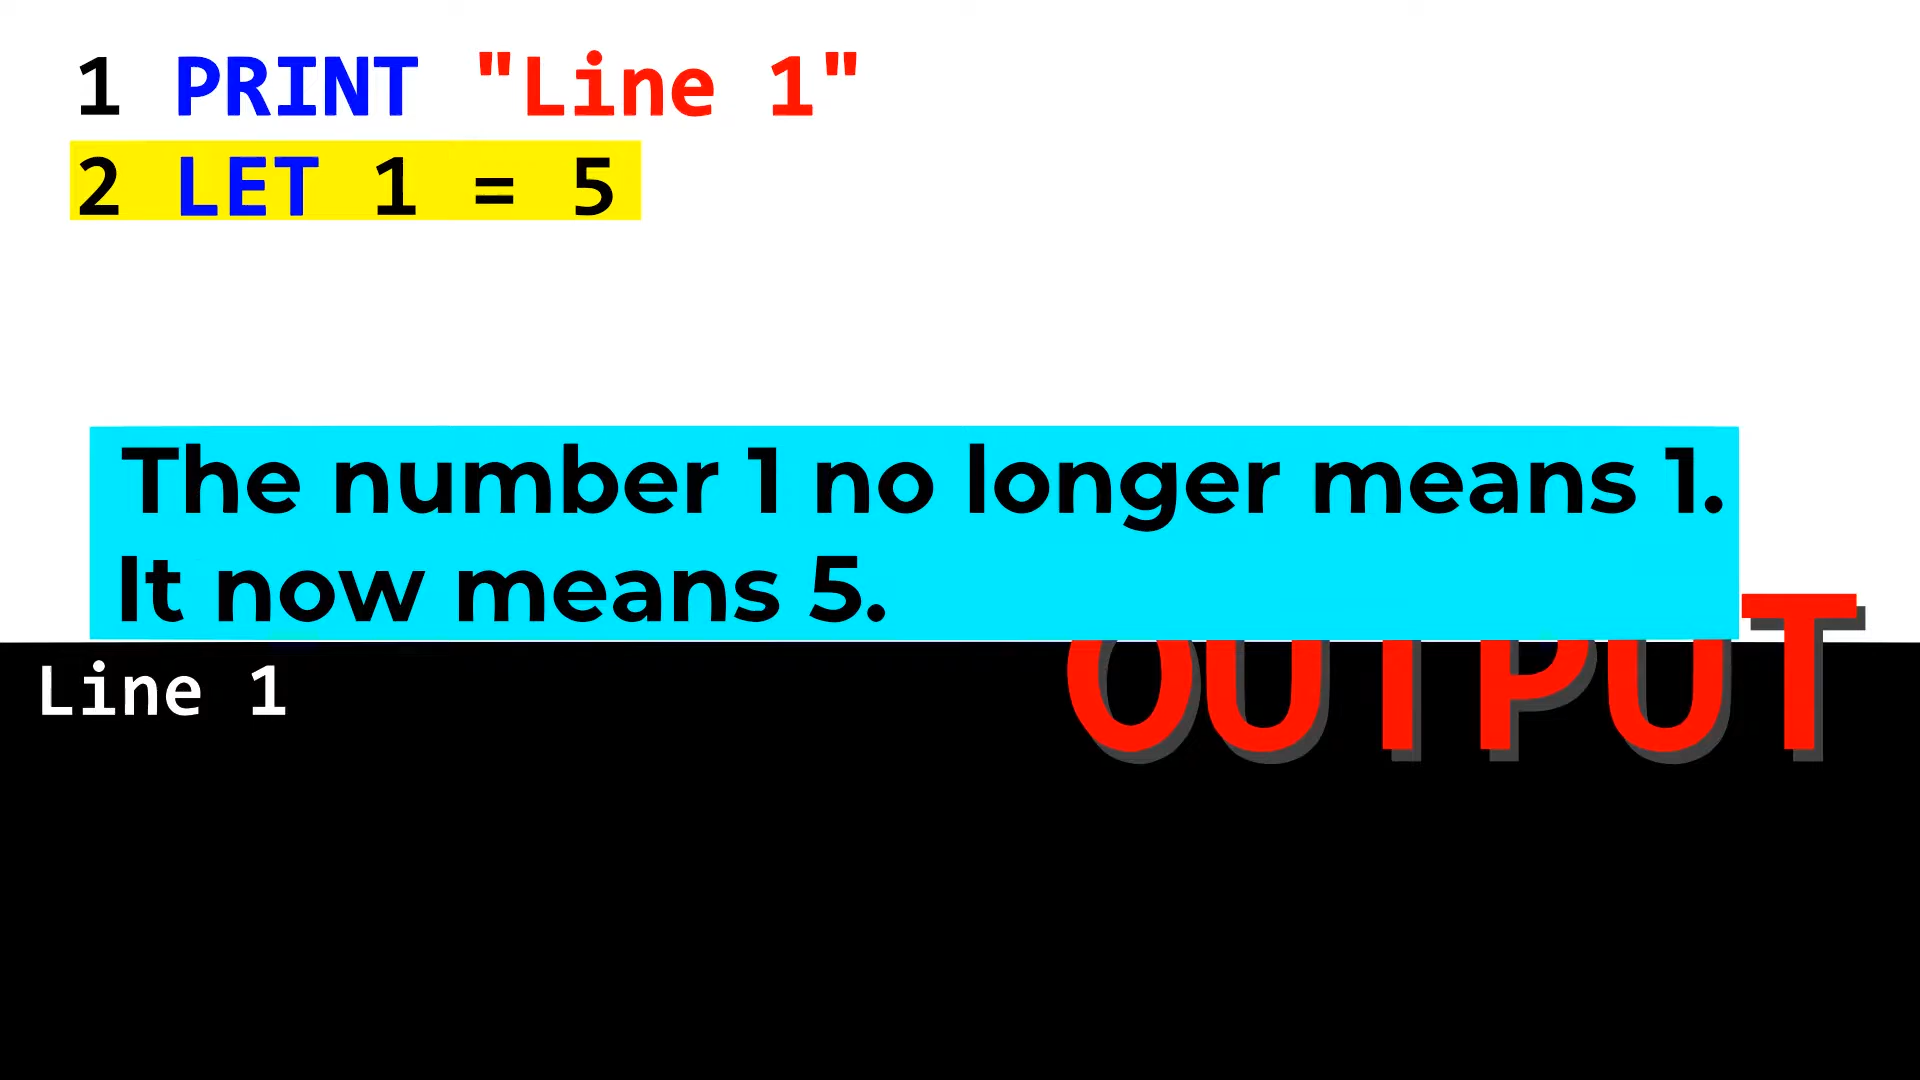 1 PRINT "Line 1"
2 LET 1 = 5
The number 1 no longer means 1.
It now means 5.
OUTPUT
Line 1